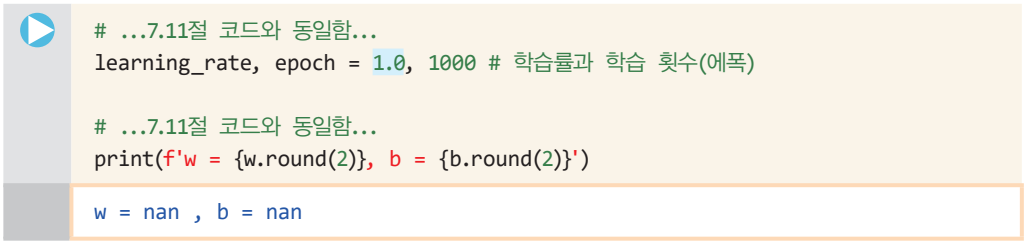 # ...7.11절 코드와 동일함...
learning_rate, epoch = 1.0, 1000 # 학습률과 학습 횟수(에폭)
# ...7.11절 코드와 동일함...
print(f'w = {w.round(2)}, b = {b.round(2)}')
w = nan , b = nan